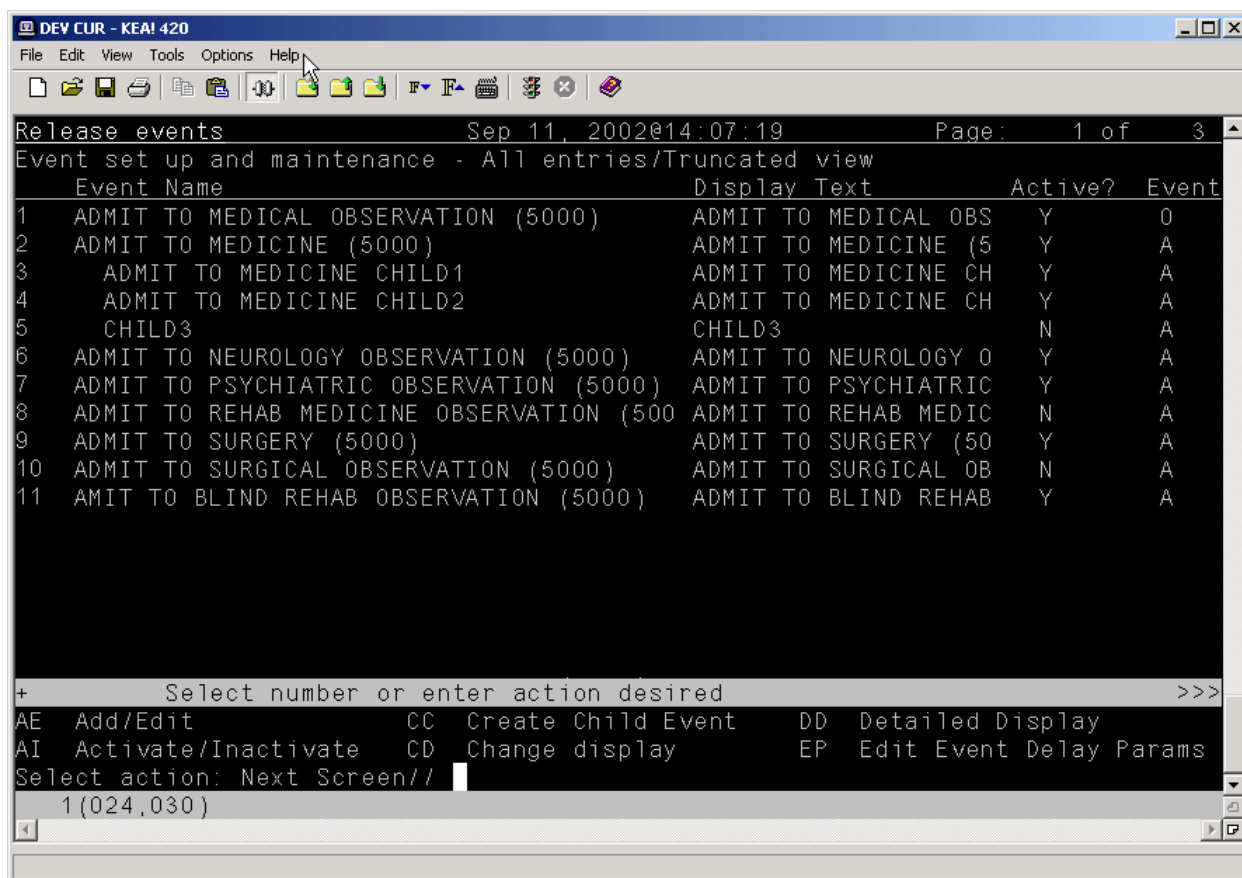 DEV CUR - KEA! 420
File Edit View Tools Options Help
Release events Sep 11, 2002@14:07:19 Page: 1 of 3
Event set up and maintenance - All entries/Truncated view
Event Name Display Text Active? Event
1 ADMIT TO MEDICAL OBSERVATION (5000) ADMIT TO MEDICAL OBS Y O
2 ADMIT TO MEDICINE (5000) ADMIT TO MEDICINE (5 Y A
3 ADMIT TO MEDICINE CHILD1 ADMIT TO MEDICINE CH Y A
4 ADMIT TO MEDICINE CHILD2 ADMIT TO MEDICINE CH Y A
5 CHILD3 CHILD3 N A
6 ADMIT TO NEUROLOGY OBSERVATION (5000) ADMIT TO NEUROLOGY O Y A
7 ADMIT TO PSYCHIATRIC OBSERVATION (5000) ADMIT TO PSYCHIATRIC Y A
8 ADMIT TO REHAB MEDICINE OBSERVATION (500 ADMIT TO REHAB MEDIC N A
9 ADMIT TO SURGERY (5000) ADMIT TO SURGERY (50 Y A
10 ADMIT TO SURGICAL OBSERVATION (5000) ADMIT TO SURGICAL OB N A
11 AMIT TO BLIND REHAB OBSERVATION (5000) ADMIT TO BLIND REHAB Y A
+ Select number or enter action desired >>>
AE Add/Edit CC Create Child Event DD Detailed Display
AI Activate/Inactivate CD Change display EP Edit Event Delay Params
Select action: Next Screen//
1(024,030)